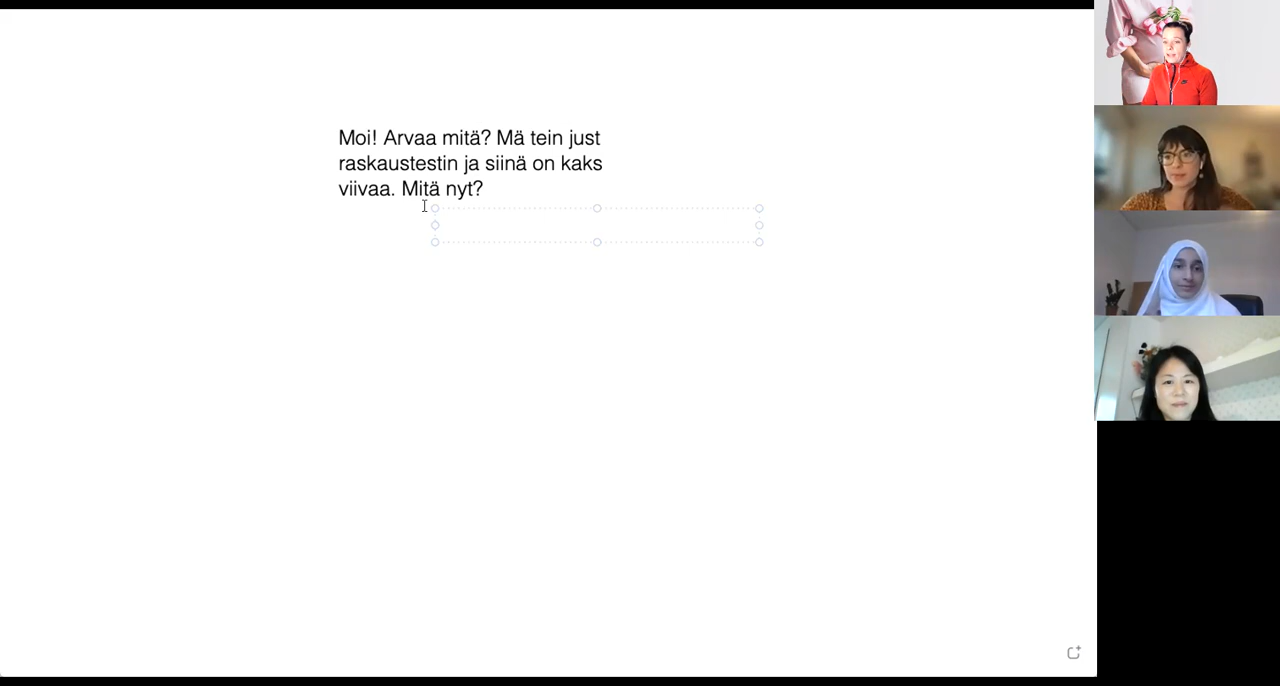 Moi! Arvaa mitä? Mä tein just
raskaustestin ja siinä on kaks
viivaa. Mitä nyt?